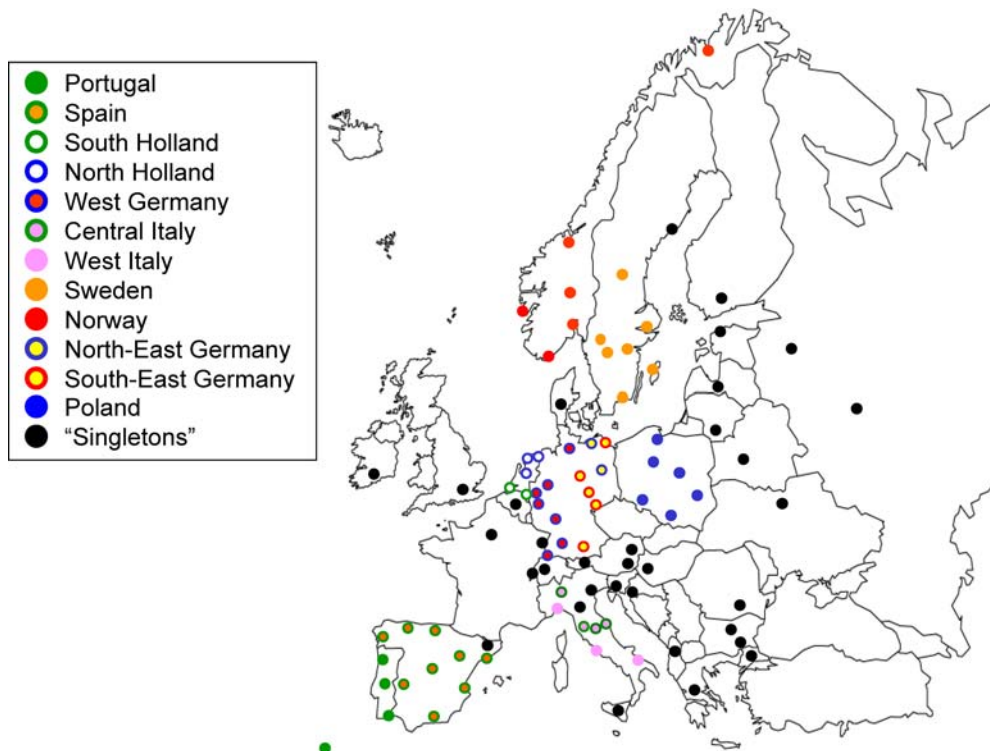 Portugal
Spain
South Holland
North Holland
West Germany
Central Italy
West Italy
Sweden
Norway
North-East Germany
South-East Germany
Poland
“Singletons”